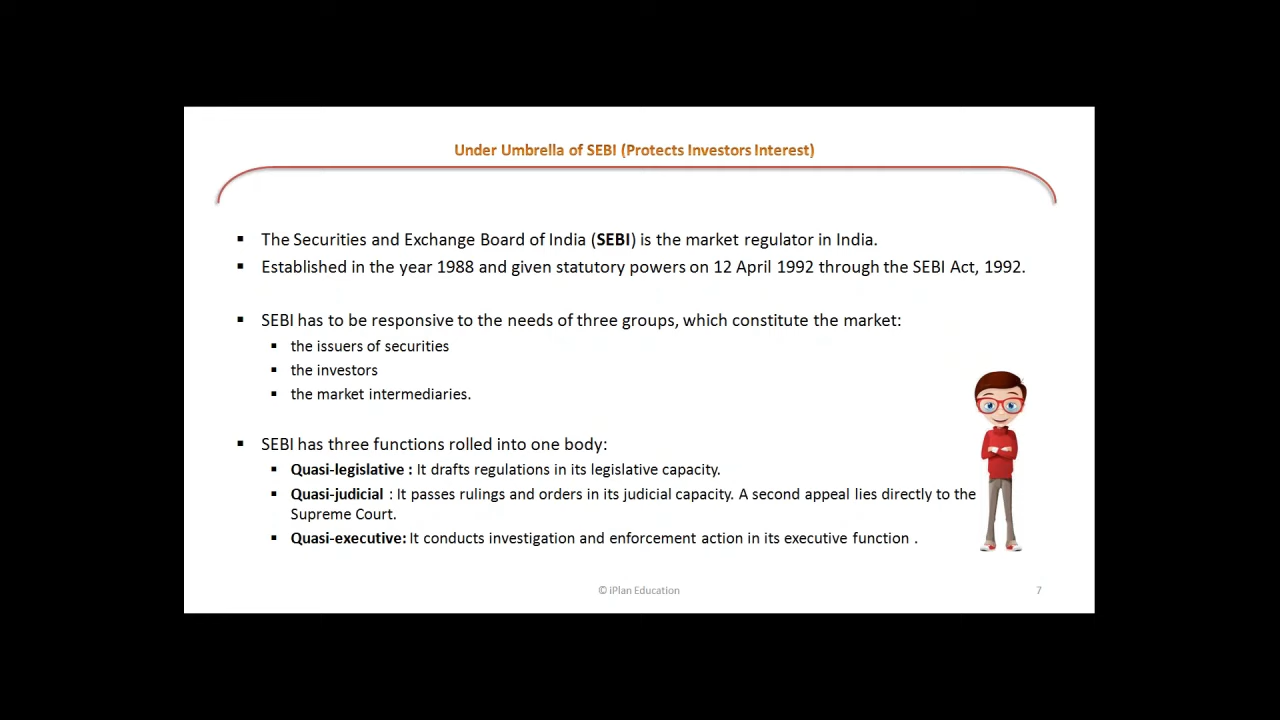 Under Umbrella of SEBI (Protects Investors Interest)
▪ The Securities and Exchange Board of India (SEBI) is the market regulator in India.
▪ Established in the year 1988 and given statutory powers on 12 April 1992 through the SEBI Act, 1992.
▪ SEBI has to be responsive to the needs of three groups, which constitute the market:
▪ the issuers of securities
▪ the investors
▪ the market intermediaries.
▪ SEBI has three functions rolled into one body:
▪ Quasi-legislative : It drafts regulations in its legislative capacity.
▪ Quasi-judicial : It passes rulings and orders in its judicial capacity. A second appeal lies directly to the
Supreme Court.
▪ Quasi-executive: It conducts investigation and enforcement action in its executive function .
© iPlan Education
7